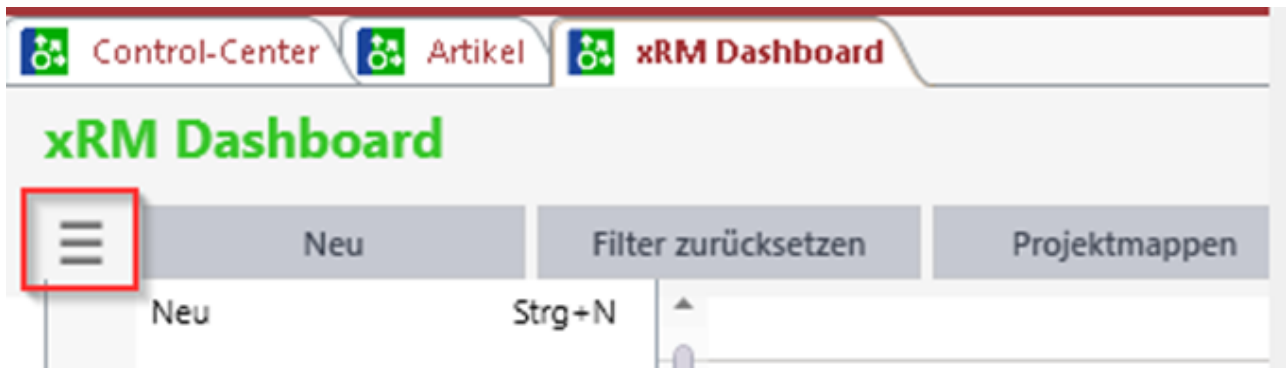 Control-Center Artikel xRM Dashboard
xRM Dashboard
Neu Filter zurücksetzen Projektmappen
Neu Strg+N